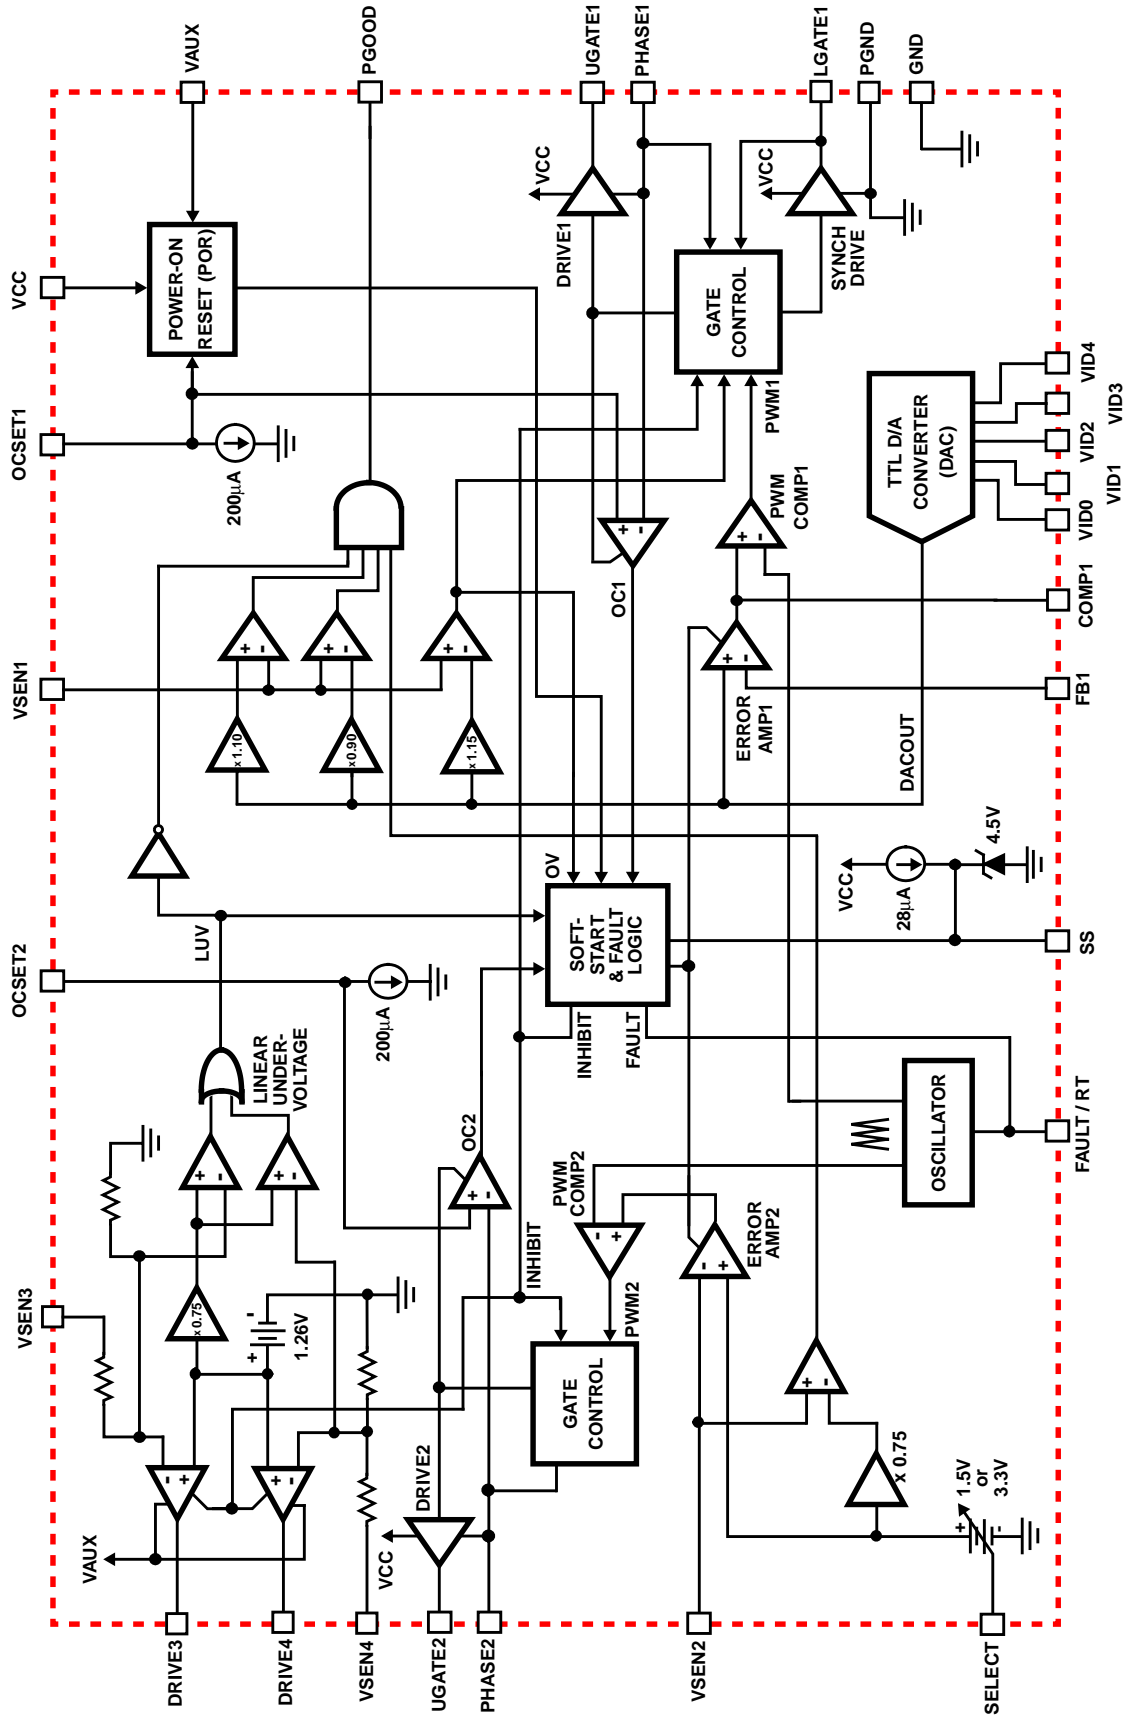 VSEN3
OCSET2
VSEN1
OCSET1
VCC
VAUX
PGOOD
UGATE1
PHASE1
LGATE1
PGND
GND
VID4
VID3
VID2
VID1
VID0
COMP1
FB1
SS
FAULT / RT
SELECT
VSEN2
PHASE2
UGATE2
VSEN4
DRIVE4
DRIVE3
VAUX
+
-
+
-
x 0.75
+
-
1.26V
+
-
+
-
LINEAR
UNDER-
VOLTAGE
LUV
200µA
OC2
+
-
DRIVE2
VCC
GATE
CONTROL
INHIBIT
PWM2
PWM
COMP2
+
-
ERROR
AMP2
+
-
+
-
x 0.75
+
-
1.5V
or
3.3V
OSCILLATOR
INHIBIT
FAULT
SOFT-
START
& FAULT
LOGIC
OV
VCC
28µA
4.5V
x 1.10
x 0.90
x 1.15
+
-
+
-
+
-
POWER-ON
RESET (POR)
200µA
OC1
+
-
DRIVE1
VCC
GATE
CONTROL
SYNCH
DRIVE
VCC
PWM1
PWM
COMP1
+
-
ERROR
AMP1
+
-
DACOUT
TTL D/A
CONVERTER
(DAC)